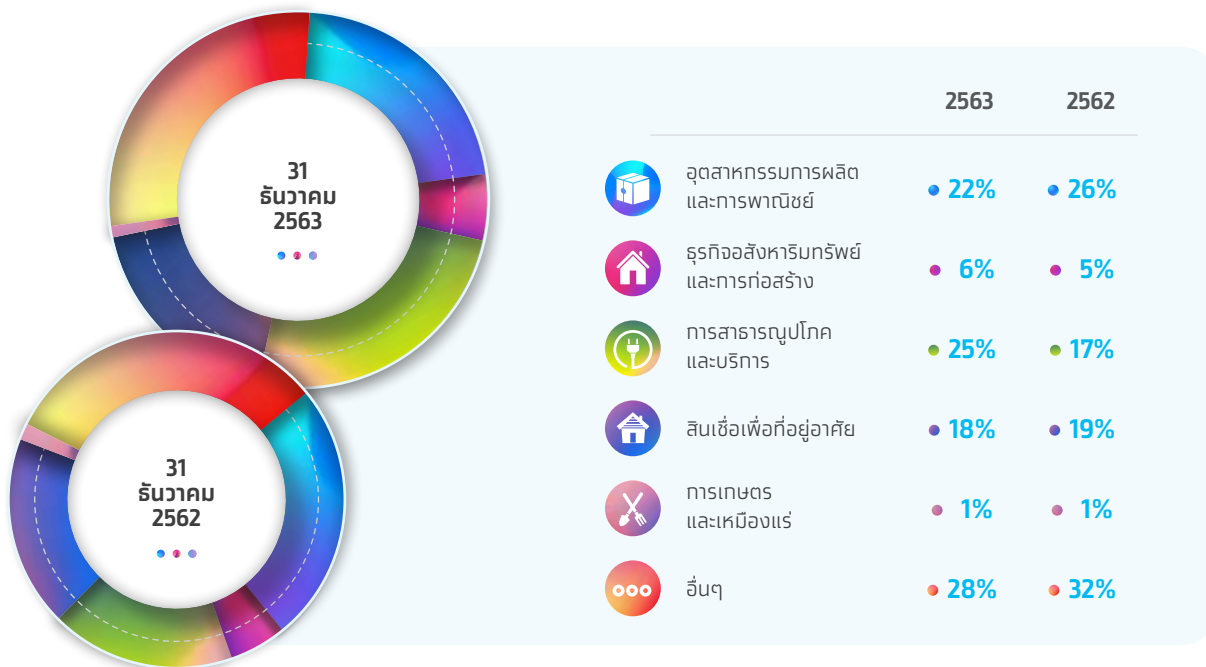 31
ธันวาคม
2563
31
ธันวาคม
2562
2563 2562
อุตสาหกรรมการผลิต
และการพาณิชย์
22% 26%
ธุรกิจอสังหาริมทรัพย์
และการก่อสร้าง
6% 5%
การสาธารณูปโภค
และบริการ
25% 17%
สินเชื่อเพื่อที่อยู่อาศัย 18% 19%
การเกษตร
และเหมืองแร่
1% 1%
อื่นๆ 28% 32%